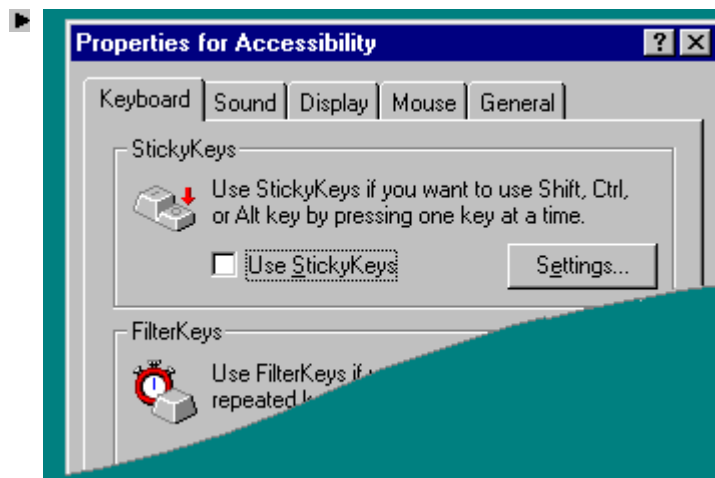 Properties for Accessibility
Keyboard Sound Display Mouse General
StickyKeys
Use StickyKeys if you want to use Shift, Ctrl,
or Alt key by pressing one key at a time.
Use StickyKeys Settings...
FilterKeys
Use FilterKeys if
repeated